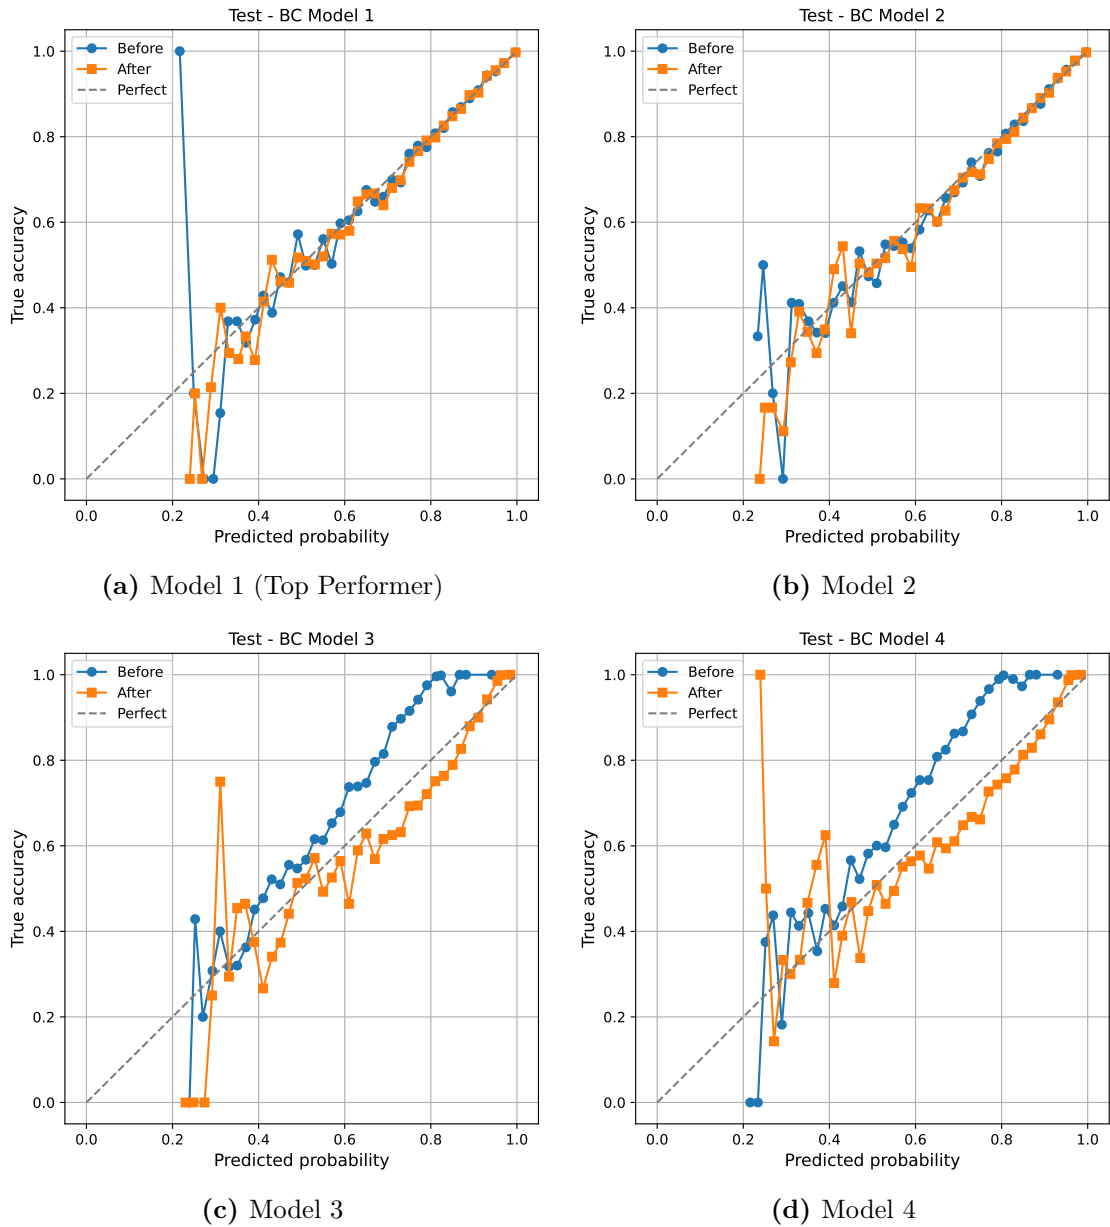 Test - BC Model 1
Before
After
Perfect
True accuracy
1.0
0.8
0.6
0.4
0.2
0.0
0.0 0.2 0.4 0.6 0.8 1.0
Predicted probability
(a) Model 1 (Top Performer)
Test - BC Model 2
Before
After
Perfect
True accuracy
1.0
0.8
0.6
0.4
0.2
0.0
0.0 0.2 0.4 0.6 0.8 1.0
Predicted probability
(b) Model 2
Test - BC Model 3
Before
After
Perfect
True accuracy
1.0
0.8
0.6
0.4
0.2
0.0
0.0 0.2 0.4 0.6 0.8 1.0
Predicted probability
(c) Model 3
Test - BC Model 4
Before
After
Perfect
True accuracy
1.0
0.8
0.6
0.4
0.2
0.0
0.0 0.2 0.4 0.6 0.8 1.0
Predicted probability
(d) Model 4